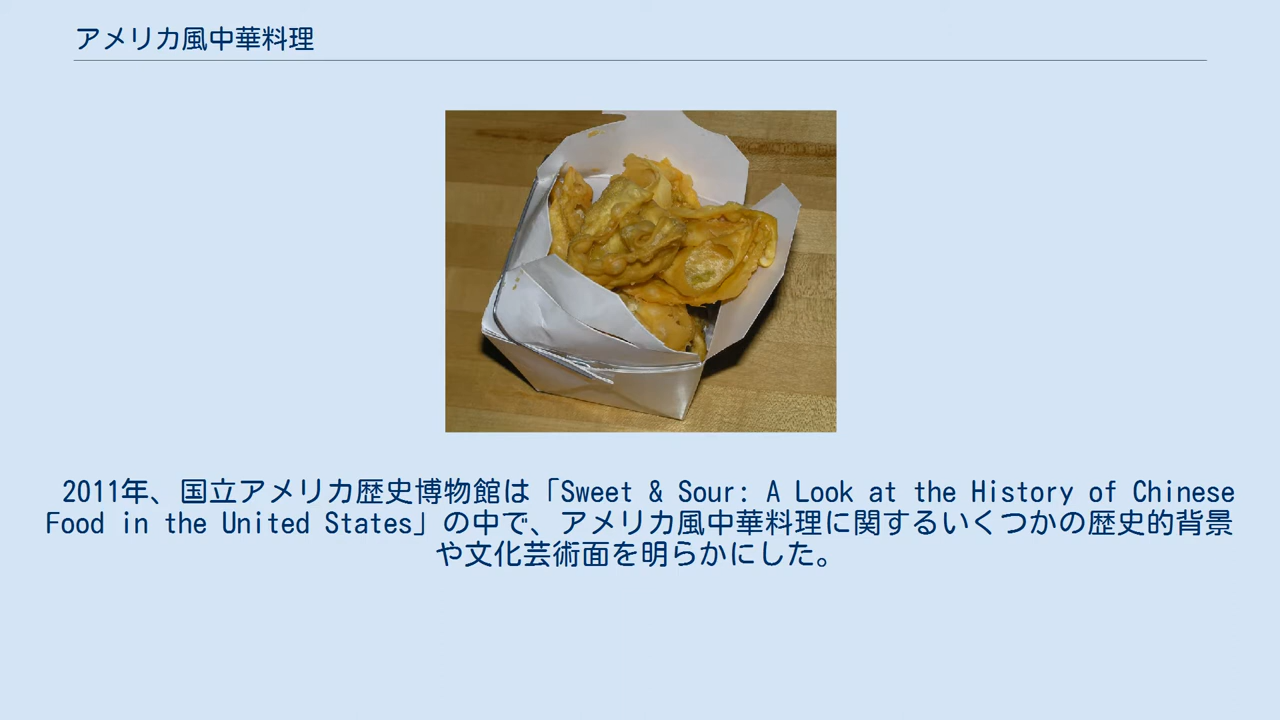 アメリカ風中華料理
2011年、国立アメリカ歴史博物館は「Sweet & Sour: A Look at the History of Chinese
Food in the United States」の中で、アメリカ風中華料理に関するいくつかの歴史的背景
や文化芸術面を明らかにした。